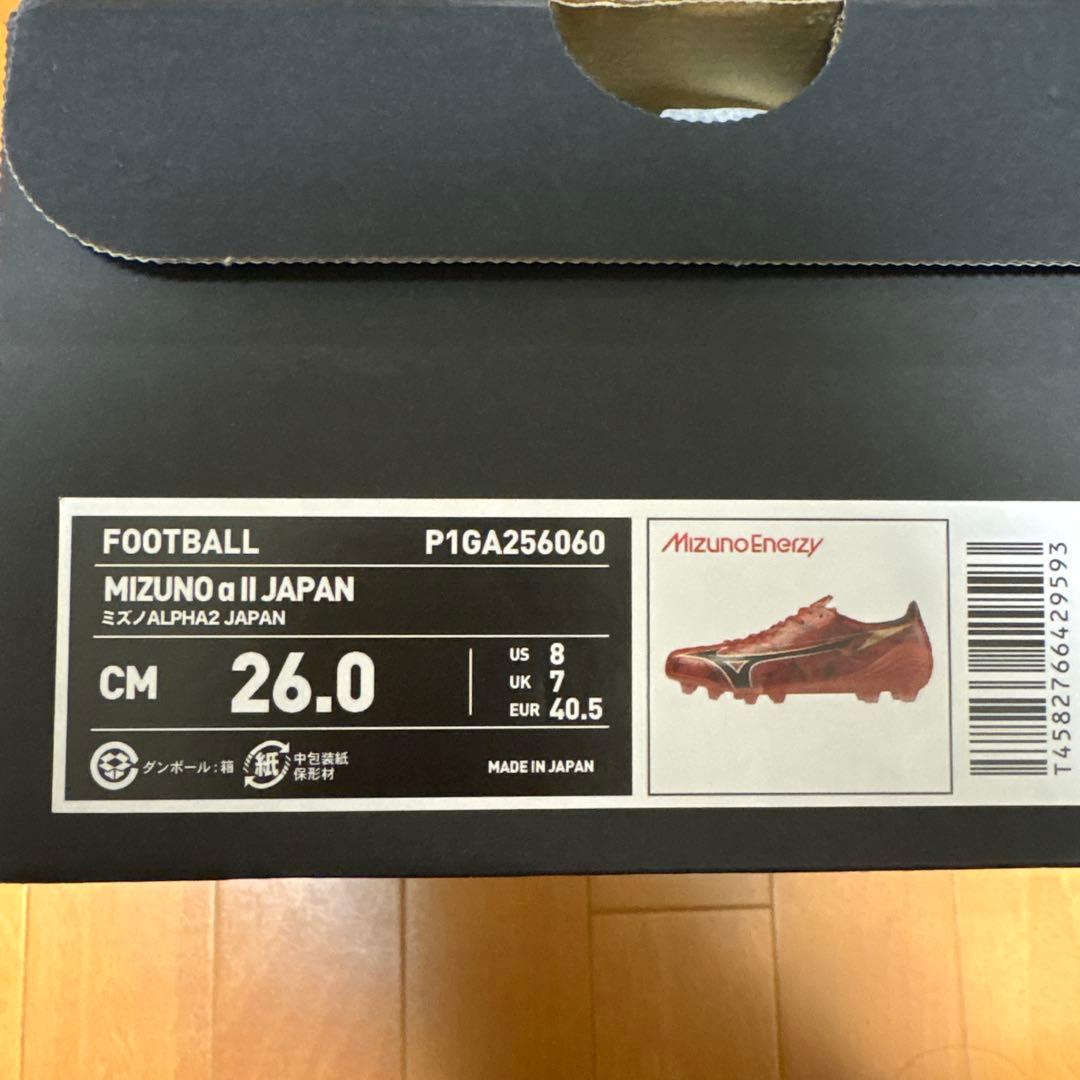 FOOTBALL P1GA256060
MIZUNO α II JAPAN
ミズノALPHA2 JAPAN
CM 26.0
US 8
UK 7
EUR 40.5
ダンボール:箱
紙
中包装紙
保形材
MADE IN JAPAN
MIZUNO ENERZY
T4582766429593